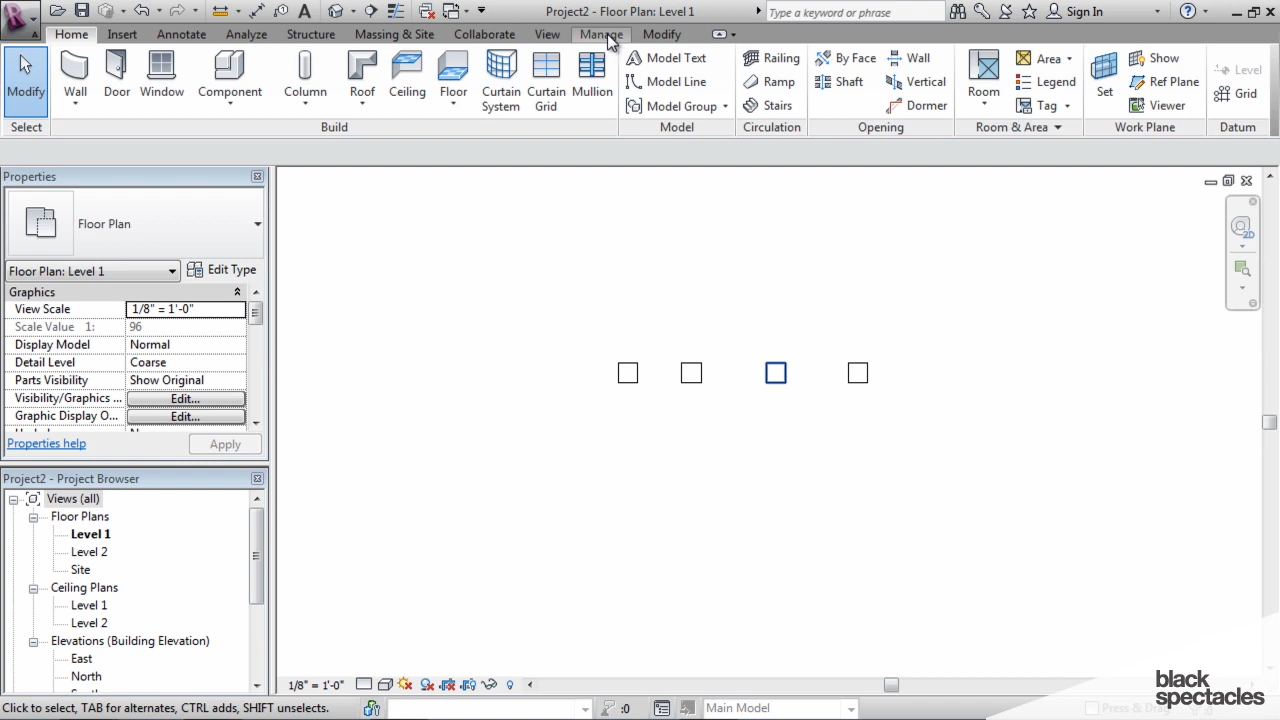 Project2 - Floor Plan: Level 1
Type a keyword or phrase
Sign In
Home Insert Annotate Analyze Structure Massing & Site Collaborate View Manage Modify
Modify
Wall
Door
Window
Component
Column
Roof
Ceiling
Floor
Curtain System
Curtain Grid
Mullion
Model Text
Model Line
Model Group
Railing
Ramp
Stairs
By Face
Shaft
Wall
Vertical
Dormer
Room
Area
Legend
Tag
Set
Show
Ref Plane
Viewer
Level
Grid
Select Build Model Circulation Opening Room & Area Work Plane Datum
Properties
Floor Plan
Floor Plan: Level 1 Edit Type
Graphics
View Scale 1/8" = 1'-0"
Scale Value 1: 96
Display Model Normal
Detail Level Coarse
Parts Visibility Show Original
Visibility/Graphics ... Edit...
Graphic Display O... Edit...
Properties help Apply
Project2 - Project Browser
Views (all)
Floor Plans
Level 1
Level 2
Site
Ceiling Plans
Level 1
Level 2
Elevations (Building Elevation)
East
North
2D
1/8" = 1'-0"
Click to select, TAB for alternates, CTRL adds, SHIFT unselects.
:0
Main Model
black
spectacles